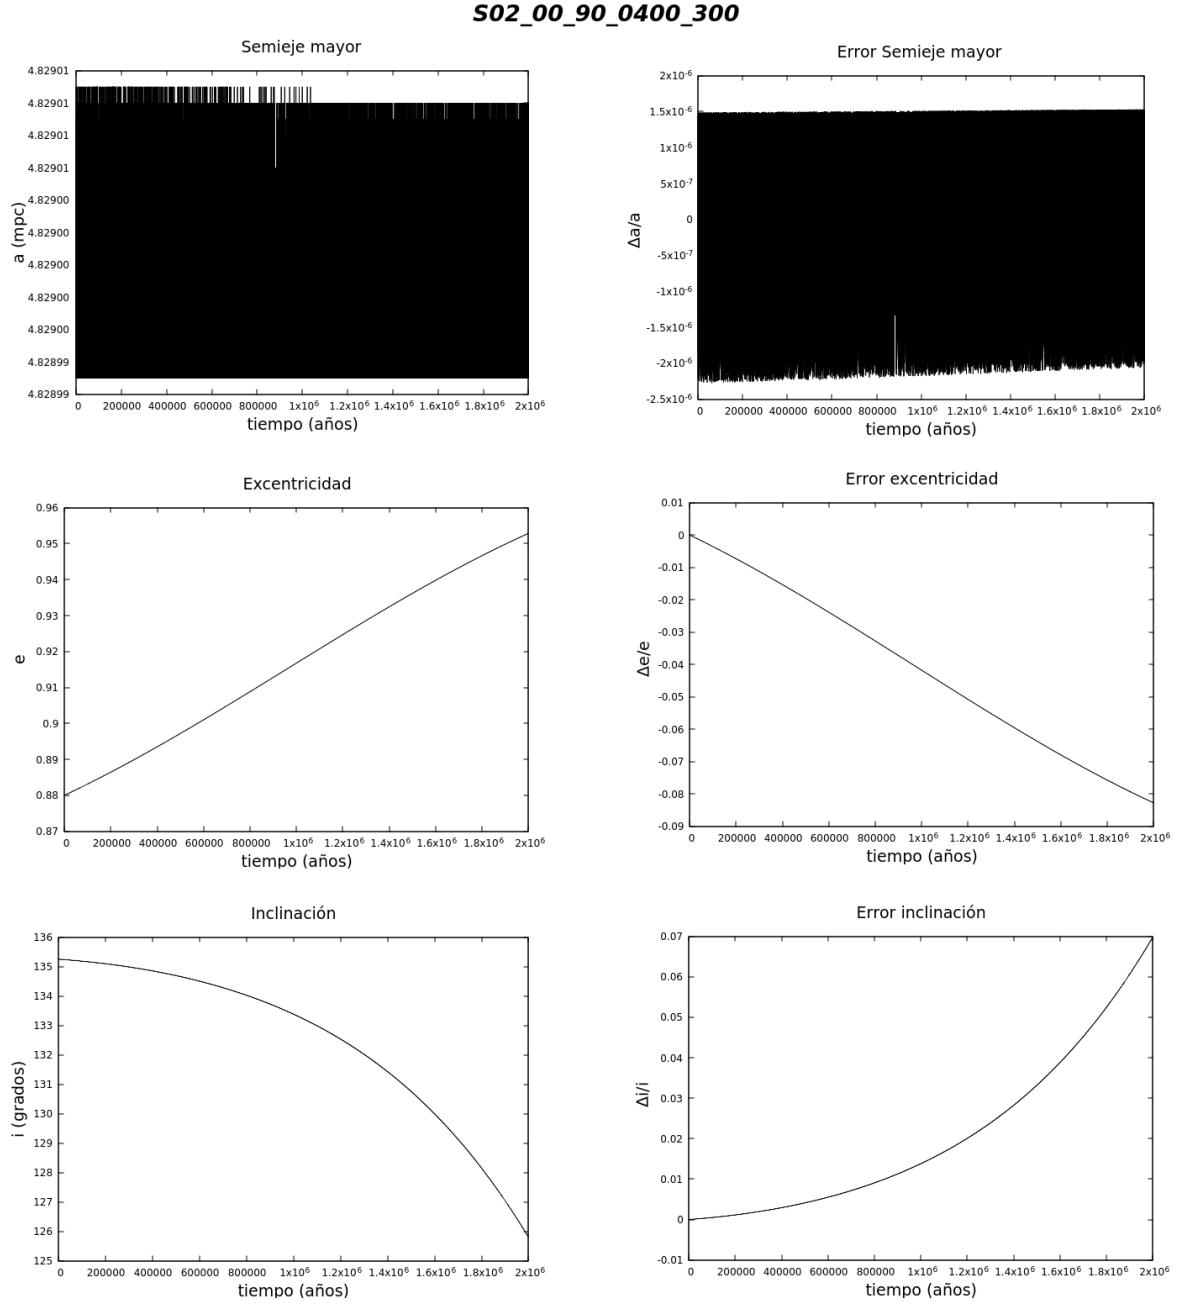 S02_00_90_0400_300
Semieje mayor
4.82901
4.82901
4.82901
4.82901
4.82900
4.82900
4.82900
4.82900
4.82900
4.82899
4.82899
a (mpc)
0 200000 400000 600000 800000 1x10⁶ 1.2x10⁶ 1.4x10⁶ 1.6x10⁶ 1.8x10⁶ 2x10⁶
tiempo (años)
Error Semieje mayor
2x10⁻⁶
1.5x10⁻⁶
1x10⁻⁶
5x10⁻⁷
0
-5x10⁻⁷
-1x10⁻⁶
-1.5x10⁻⁶
-2x10⁻⁶
-2.5x10⁻⁶
Δa/a
0 200000 400000 600000 800000 1x10⁶ 1.2x10⁶ 1.4x10⁶ 1.6x10⁶ 1.8x10⁶ 2x10⁶
tiempo (años)
Excentricidad
0.96
0.95
0.94
0.93
0.92
0.91
0.9
0.89
0.88
0.87
e
0 200000 400000 600000 800000 1x10⁶ 1.2x10⁶ 1.4x10⁶ 1.6x10⁶ 1.8x10⁶ 2x10⁶
tiempo (años)
Error excentricidad
0.01
0
-0.01
-0.02
-0.03
-0.04
-0.05
-0.06
-0.07
-0.08
-0.09
Δe/e
0 200000 400000 600000 800000 1x10⁶ 1.2x10⁶ 1.4x10⁶ 1.6x10⁶ 1.8x10⁶ 2x10⁶
tiempo (años)
Inclinación
136
135
134
133
132
131
130
129
128
127
126
125
i (grados)
0 200000 400000 600000 800000 1x10⁶ 1.2x10⁶ 1.4x10⁶ 1.6x10⁶ 1.8x10⁶ 2x10⁶
tiempo (años)
Error inclinación
0.07
0.06
0.05
0.04
0.03
0.02
0.01
0
-0.01
Δi/i
0 200000 400000 600000 800000 1x10⁶ 1.2x10⁶ 1.4x10⁶ 1.6x10⁶ 1.8x10⁶ 2x10⁶
tiempo (años)